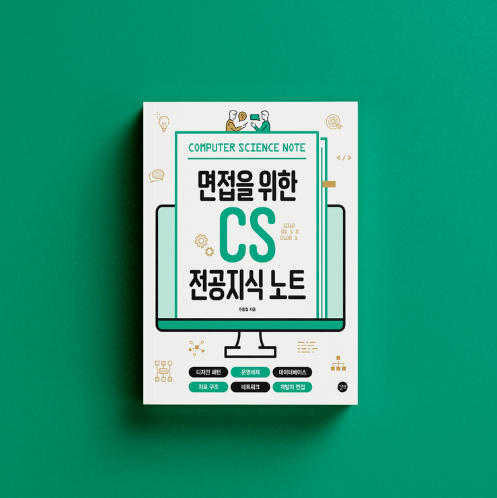 COMPUTER SCIENCE NOTE
</>
면접을 위한
CS
전공지식 노트
주홍철 지음
디자인 패턴 운영체제 데이터베이스
자료 구조 네트워크 개발자 면접